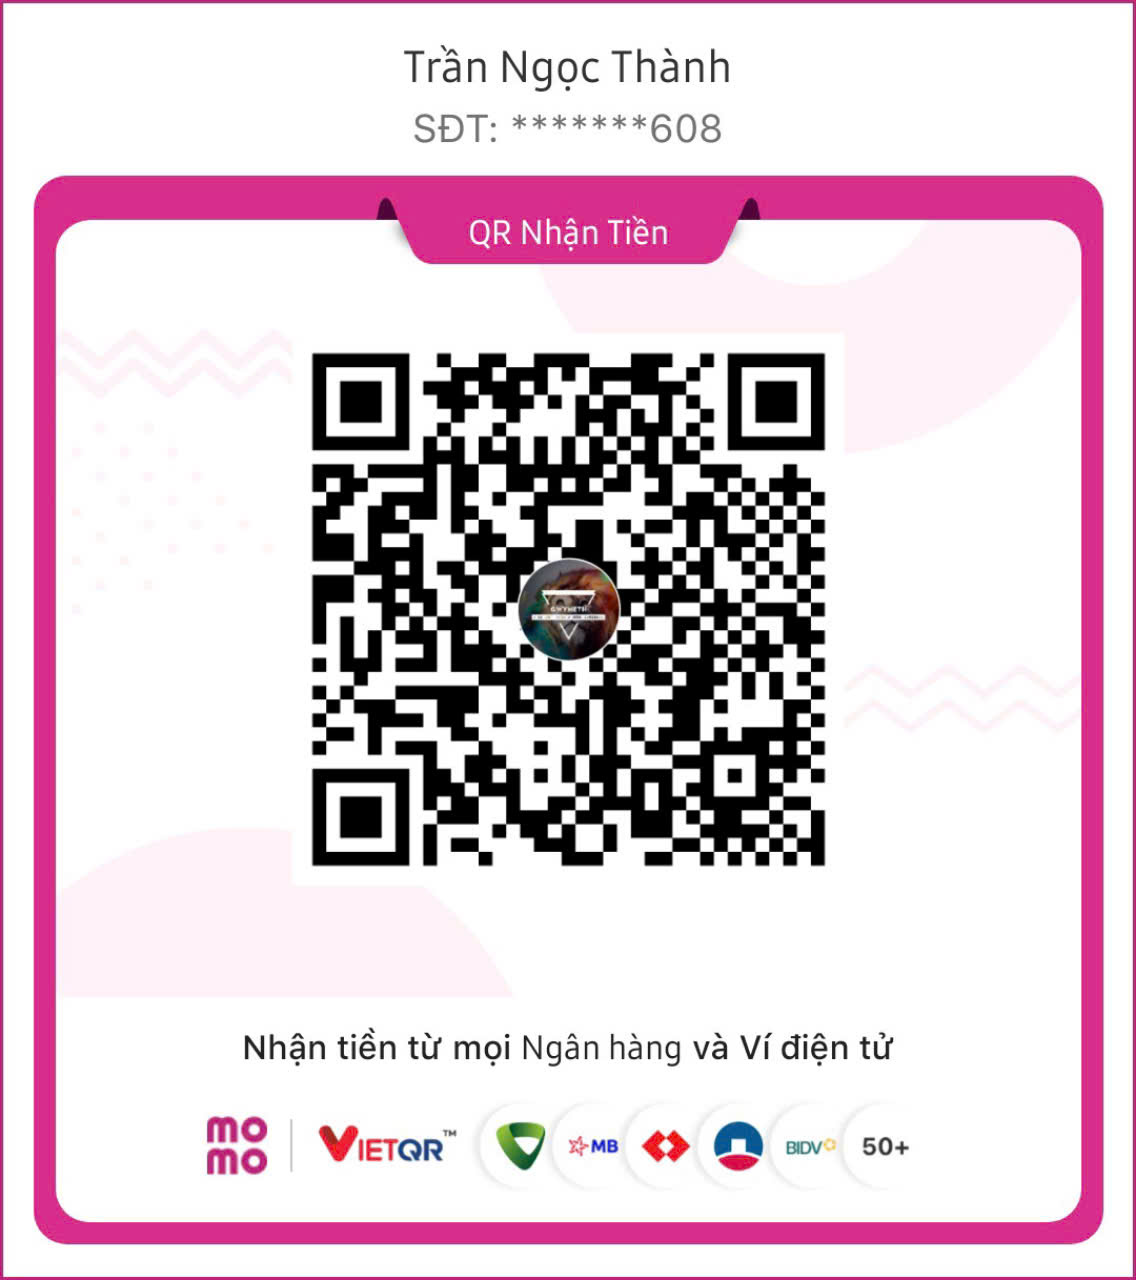 Trần Ngọc Thành
SĐT: *******608
QR Nhận Tiền
GWYNETH
Nhận tiền từ mọi Ngân hàng và Ví điện tử
mo
mo
VIETQR™
MB
BIDV
50+